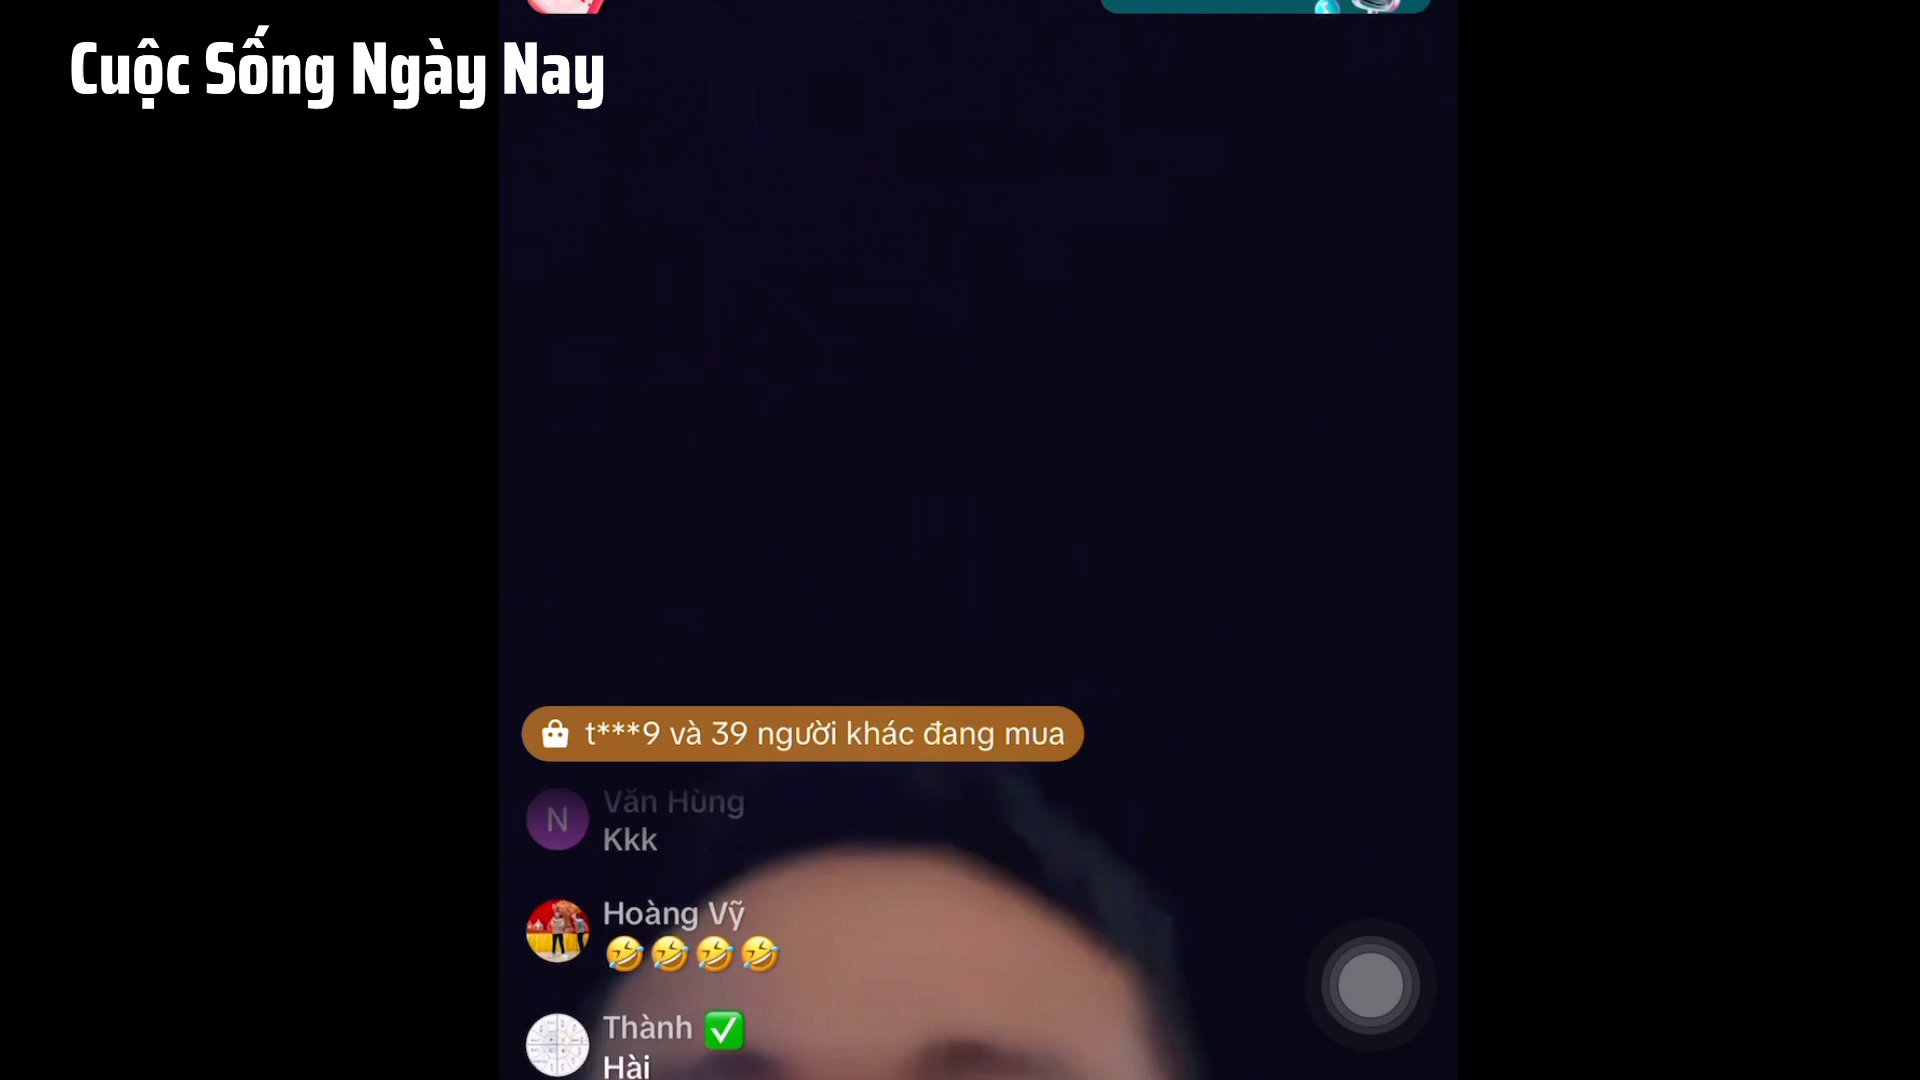 Cuộc Sống Ngày Nay
t***9 và 39 người khác đang mua
N
Văn Hùng
Kkk
Hoàng Vỹ
🤣🤣🤣🤣
Thành ✅
Hài